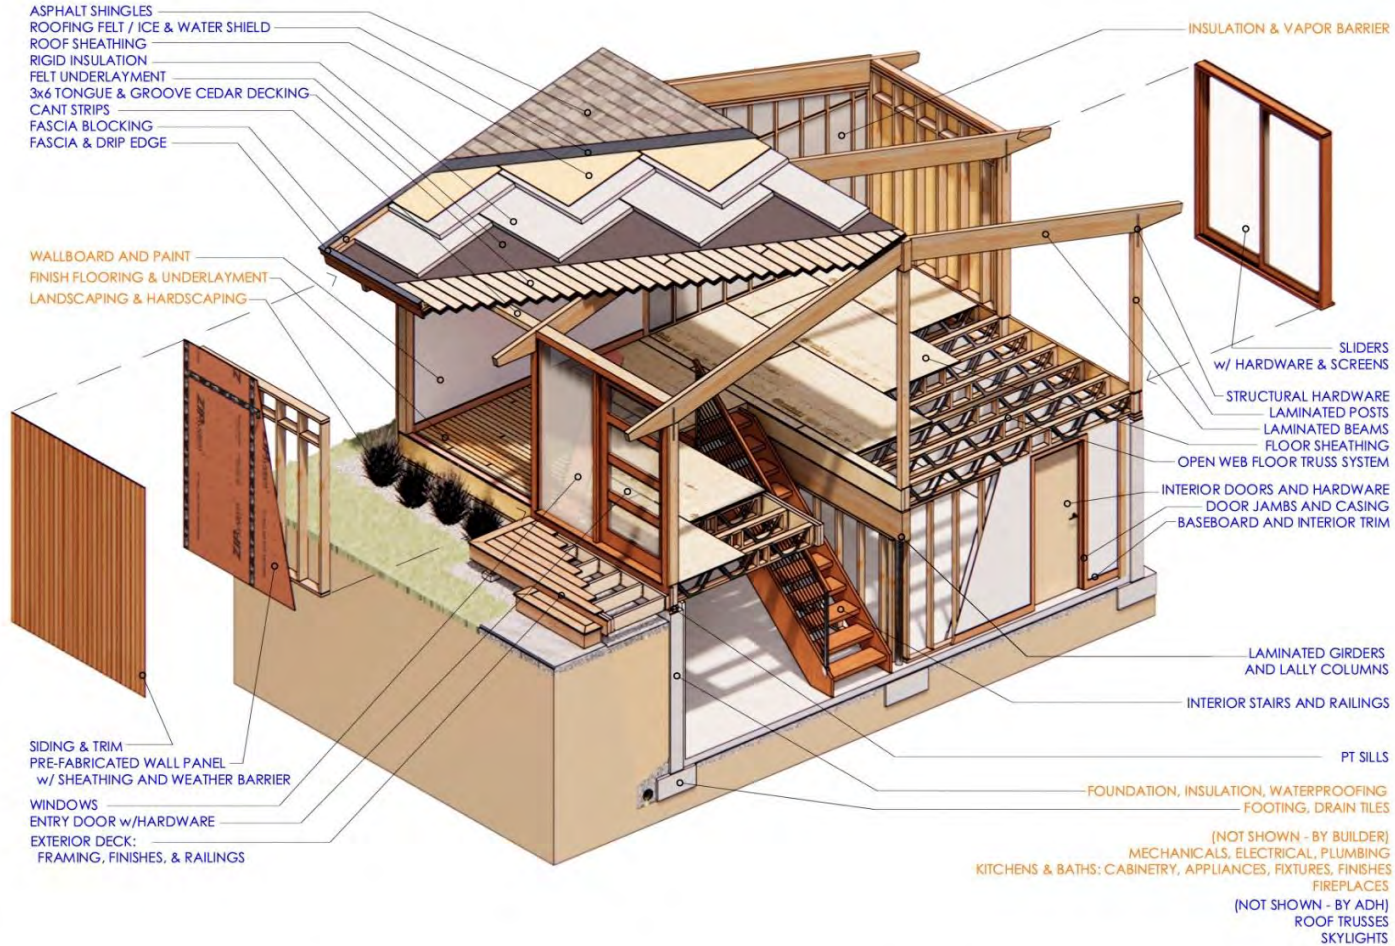 ASPHALT SHINGLES
ROOFING FELT / ICE & WATER SHIELD
ROOF SHEATHING
RIGID INSULATION
FELT UNDERLAYMENT
3x6 TONGUE & GROOVE CEDAR DECKING
CANT STRIPS
FASCIA BLOCKING
FASCIA & DRIP EDGE
WALLBOARD AND PAINT
FINISH FLOORING & UNDERLAYMENT
LANDSCAPING & HARDSCAPING
SIDING & TRIM
PRE-FABRICATED WALL PANEL
w/ SHEATHING AND WEATHER BARRIER
WINDOWS
ENTRY DOOR w/HARDWARE
EXTERIOR DECK:
FRAMING, FINISHES, & RAILINGS
INSULATION & VAPOR BARRIER
SLIDERS
w/ HARDWARE & SCREENS
STRUCTURAL HARDWARE
LAMINATED POSTS
LAMINATED BEAMS
FLOOR SHEATHING
OPEN WEB FLOOR TRUSS SYSTEM
INTERIOR DOORS AND HARDWARE
DOOR JAMBS AND CASING
BASEBOARD AND INTERIOR TRIM
LAMINATED GIRDERS
AND LALLY COLUMNS
INTERIOR STAIRS AND RAILINGS
PT SILLS
FOUNDATION, INSULATION, WATERPROOFING
FOOTING, DRAIN TILES
(NOT SHOWN - BY BUILDER)
MECHANICALS, ELECTRICAL, PLUMBING
KITCHENS & BATHS: CABINETRY, APPLIANCES, FIXTURES, FINISHES
FIREPLACES
(NOT SHOWN - BY ADH)
ROOF TRUSSES
SKYLIGHTS